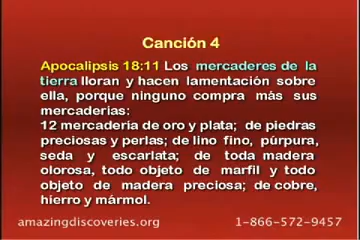 Canción 4
Apocalipsis 18:11 Los mercaderes de la
tierra lloran y hacen lamentación sobre
ella, porque ninguno compra más sus
mercaderias:
12 mercadería de oro y plata; de piedras
preciosas y perlas; de lino fino, púrpura,
seda y escarlata; de toda madera
olorosa, todo objeto de marfil y todo
objeto de madera preciosa; de cobre,
hierro y mármol.
amazingdiscoveries.org 1-866-572-9457